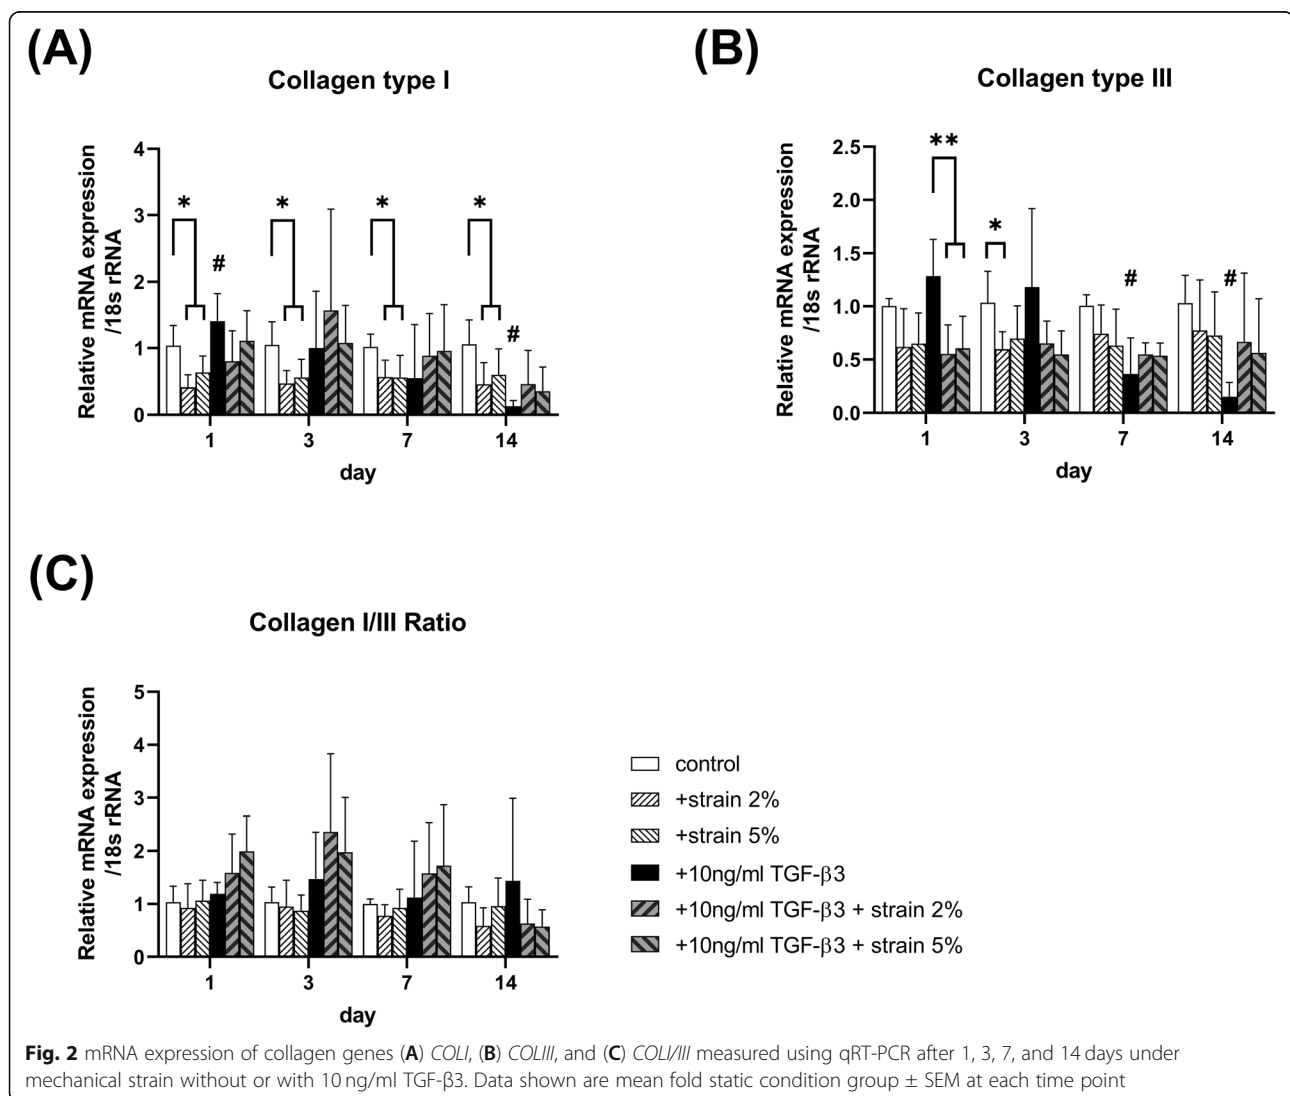 (A)
Collagen type I
Relative mRNA expression
/18s rRNA
4
3
2
1
0
*
#
*
*
*
#
1 3 7 14
day
(B)
Collagen type III
Relative mRNA expression
/18s rRNA
2.5
2.0
1.5
1.0
0.5
0.0
**
*
#
#
1 3 7 14
day
(C)
Collagen I/III Ratio
Relative mRNA expression
/18s rRNA
5
4
3
2
1
0
1 3 7 14
day
control
+strain 2%
+strain 5%
+10ng/ml TGF-β3
+10ng/ml TGF-β3 + strain 2%
+10ng/ml TGF-β3 + strain 5%
Fig. 2 mRNA expression of collagen genes (A) COLI, (B) COLIII, and (C) COLI/III measured using qRT-PCR after 1, 3, 7, and 14 days under
mechanical strain without or with 10 ng/ml TGF-β3. Data shown are mean fold static condition group ± SEM at each time point